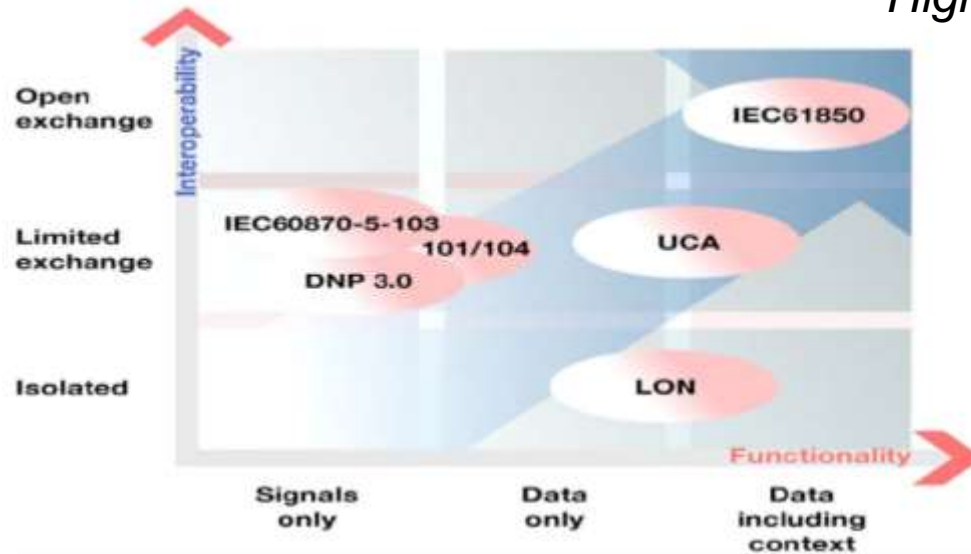 Interoperability
Open
exchange
IEC61850
Limited
exchange
IEC60870-5-103
101/104
UCA
DNP 3.0
Isolated
LON
Functionality
Signals
only
Data
only
Data
including
context